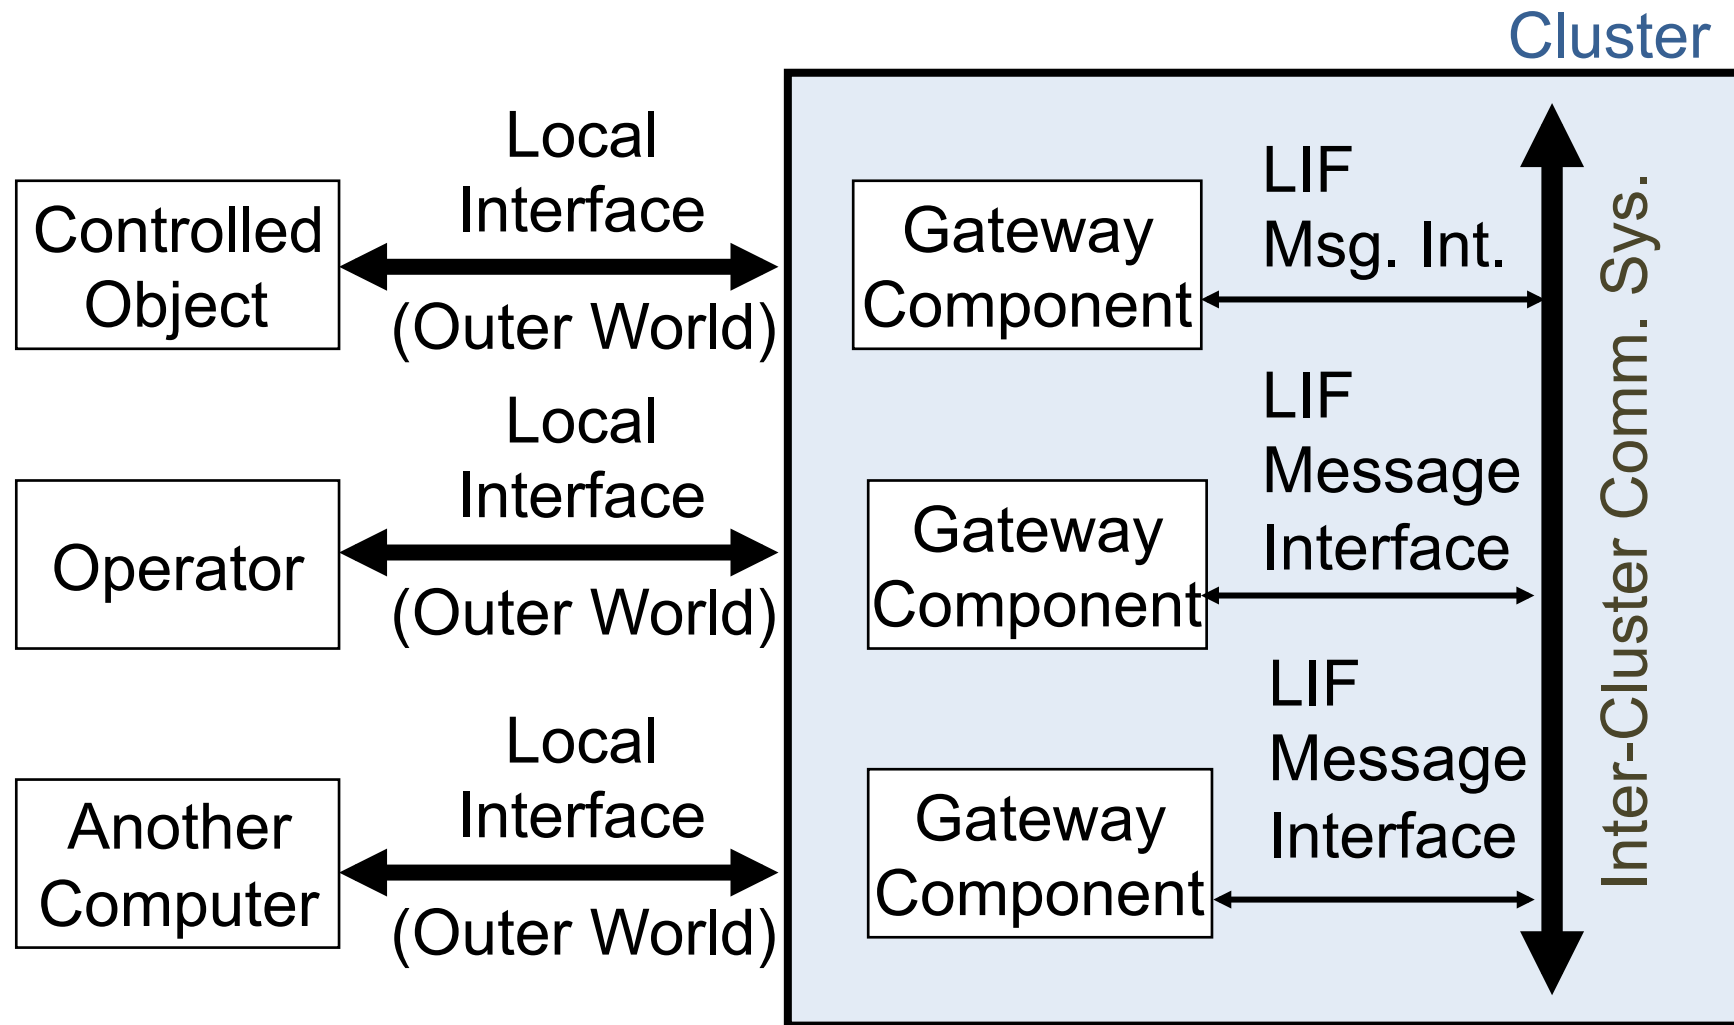 Cluster
Local
Interface
(Outer World)
Controlled
Object
Gateway
Component
LIF
Msg. Int.
Local
Interface
(Outer World)
Operator
Gateway
Component
LIF
Message
Interface
Local
Interface
(Outer World)
Another
Computer
Gateway
Component
LIF
Message
Interface
Inter-Cluster Comm. Sys.